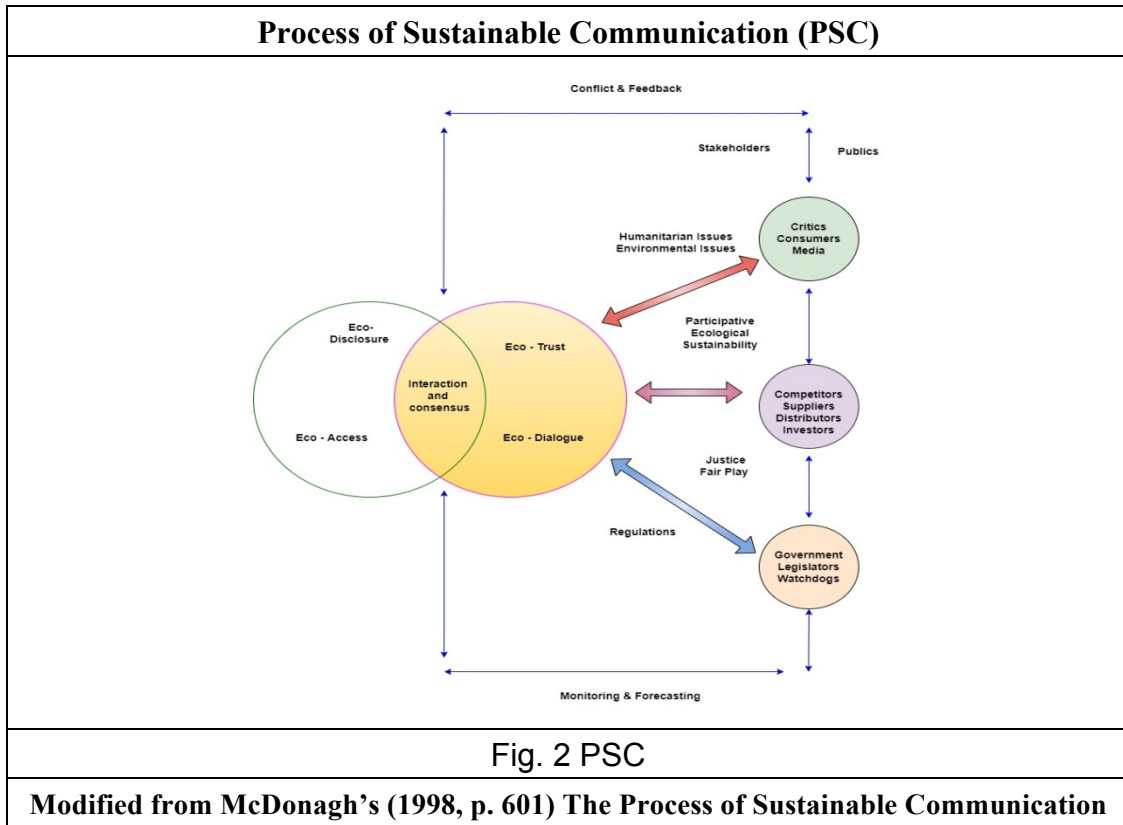 Process of Sustainable Communication (PSC)
Conflict & Feedback
Stakeholders
Publics
Critics
Consumers
Media
Humanitarian Issues
Environmental Issues
Participative
Ecological
Sustainability
Eco-
Disclosure
Eco - Trust
Interaction
and
consensus
Eco - Access
Eco - Dialogue
Competitors
Suppliers
Distributors
Investors
Justice
Fair Play
Regulations
Government
Legislators
Watchdogs
Monitoring & Forecasting
Fig. 2 PSC
Modified from McDonagh’s (1998, p. 601) The Process of Sustainable Communication